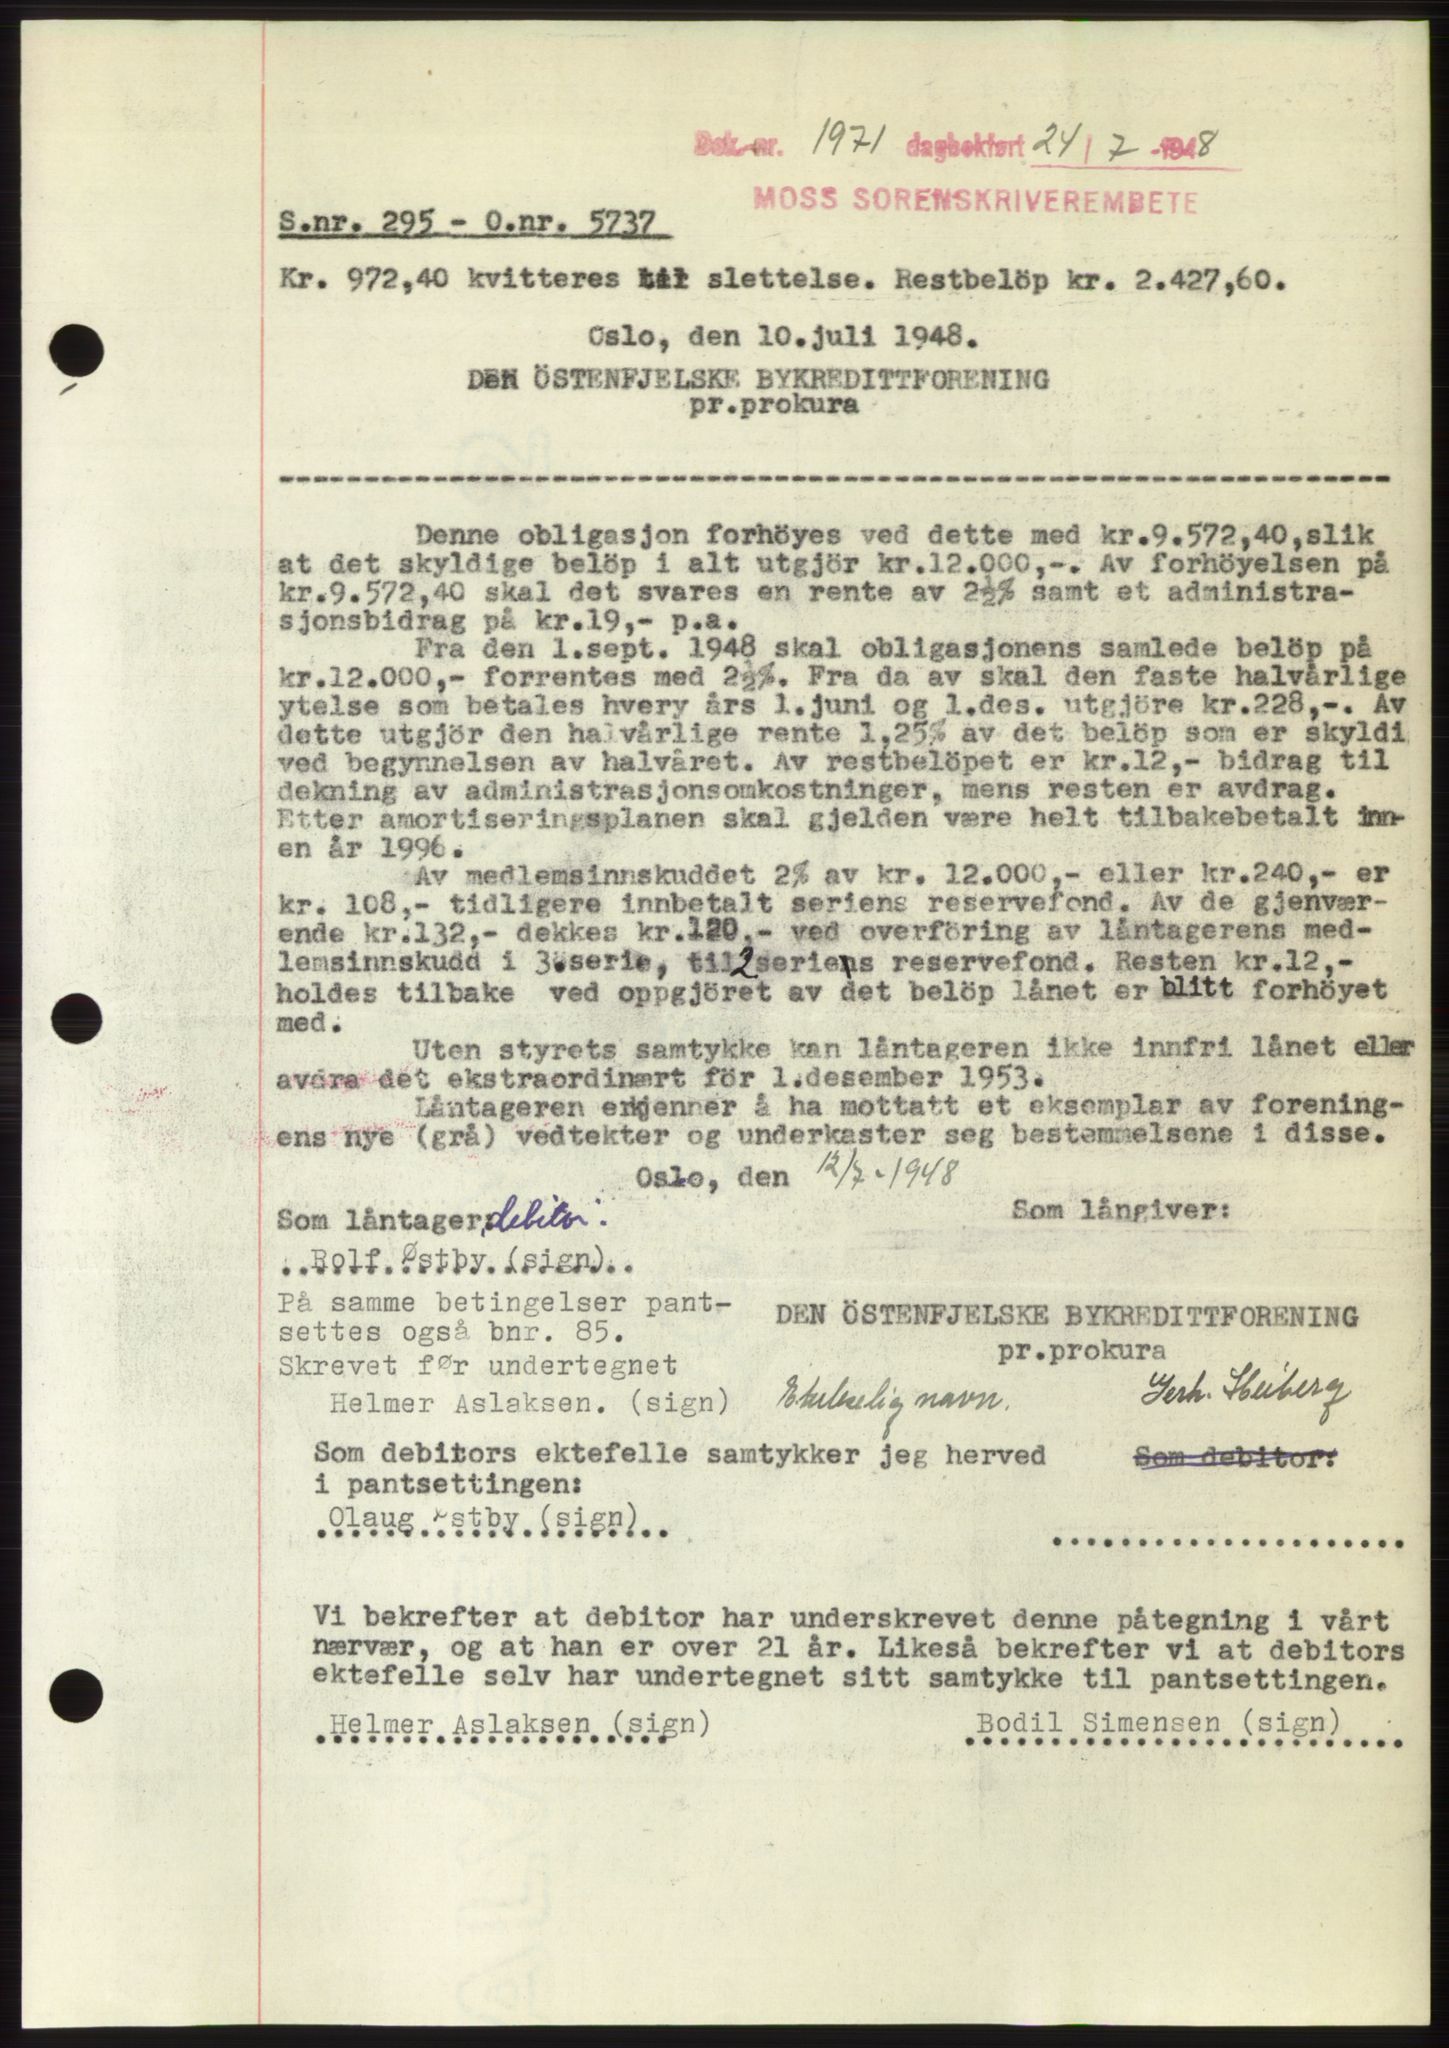 Dok. nr. 1971 dagbokført 24/7-1948
MOSS SORENSKRIVEREMBETE
S.nr. 295 - O.nr. 5737
Kr. 972,40 kvitteres til slettelse. Restbelöp kr. 2.427,60.
Oslo, den 10.juli 1948.
DEN ÖSTENFJELSKE BYKREDITTFORENING
pr.prokura
Denne obligasjon forhöyes ved dette med kr.9.572,40,slik
at det skyldige belöp i alt utgjör kr.12.000,-. Av forhöyelsen på
kr.9.572,40 skal det svares en rente av 2½% samt et administra-
sjonsbidrag på kr.19,- p.a.
Fra den 1.sept. 1948 skal obligasjonens samlede belöp på
kr.12.000,- forrentes med 2½%. Fra da av skal den faste halvårlige
ytelse som betales hvery års 1.juni og 1.des. utgjöre kr.228,-. Av
dette utgjör den halvårlige rente 1,25% av det belöp som er skyldi
ved begynnelsen av halvåret. Av restbelöpet er kr.12,- bidrag til
dekning av administrasjonsomkostninger, mens resten er avdrag.
Etter amortiseringsplanen skal gjelden være helt tilbakebetalt inn-
en år 1996.
Av medlemsinnskuddet 2% av kr. 12.000,- eller kr.240,- er
kr. 108,- tidligere innbetalt seriens reservefond. Av de gjenvær-
ende kr.132,- dekkes kr.120,- ved overföring av låntagerens med-
lemsinnskudd i 3.serie, til 2 seriens reservefond. Resten kr.12,-
holdes tilbake ved oppgjöret av det belöp lånet er blitt forhöyet
med.
Uten styrets samtykke kan låntageren ikke innfri lånet eller
avdra det ekstraordinært för 1.desember 1953.
Låntageren erkjenner å ha mottatt et eksemplar av forening-
ens nye (grå) vedtekter og underkaster seg bestemmelsene i disse.
Oslo, den 12/7-1948
Som låntager, debitor:
Som långiver:
Rolf Østby (sign)
På samme betingelser pant-
settes også bnr. 85.
DEN ÖSTENFJELSKE BYKREDITTFORENING
pr.prokura
Skrevet før undertegnet
Helmer Aslaksen. (sign)
Uleselig navn. Gerh. Heiberg
Som debitors ektefelle samtykker jeg herved
i pantsettingen:
Som debitor:
Olaug Østby (sign)
Vi bekrefter at debitor har underskrevet denne påtegning i vårt
nærvær, og at han er over 21 år. Likeså bekrefter vi at debitors
ektefelle selv har undertegnet sitt samtykke til pantsettingen.
Helmer Aslaksen (sign)
Bodil Simensen (sign)